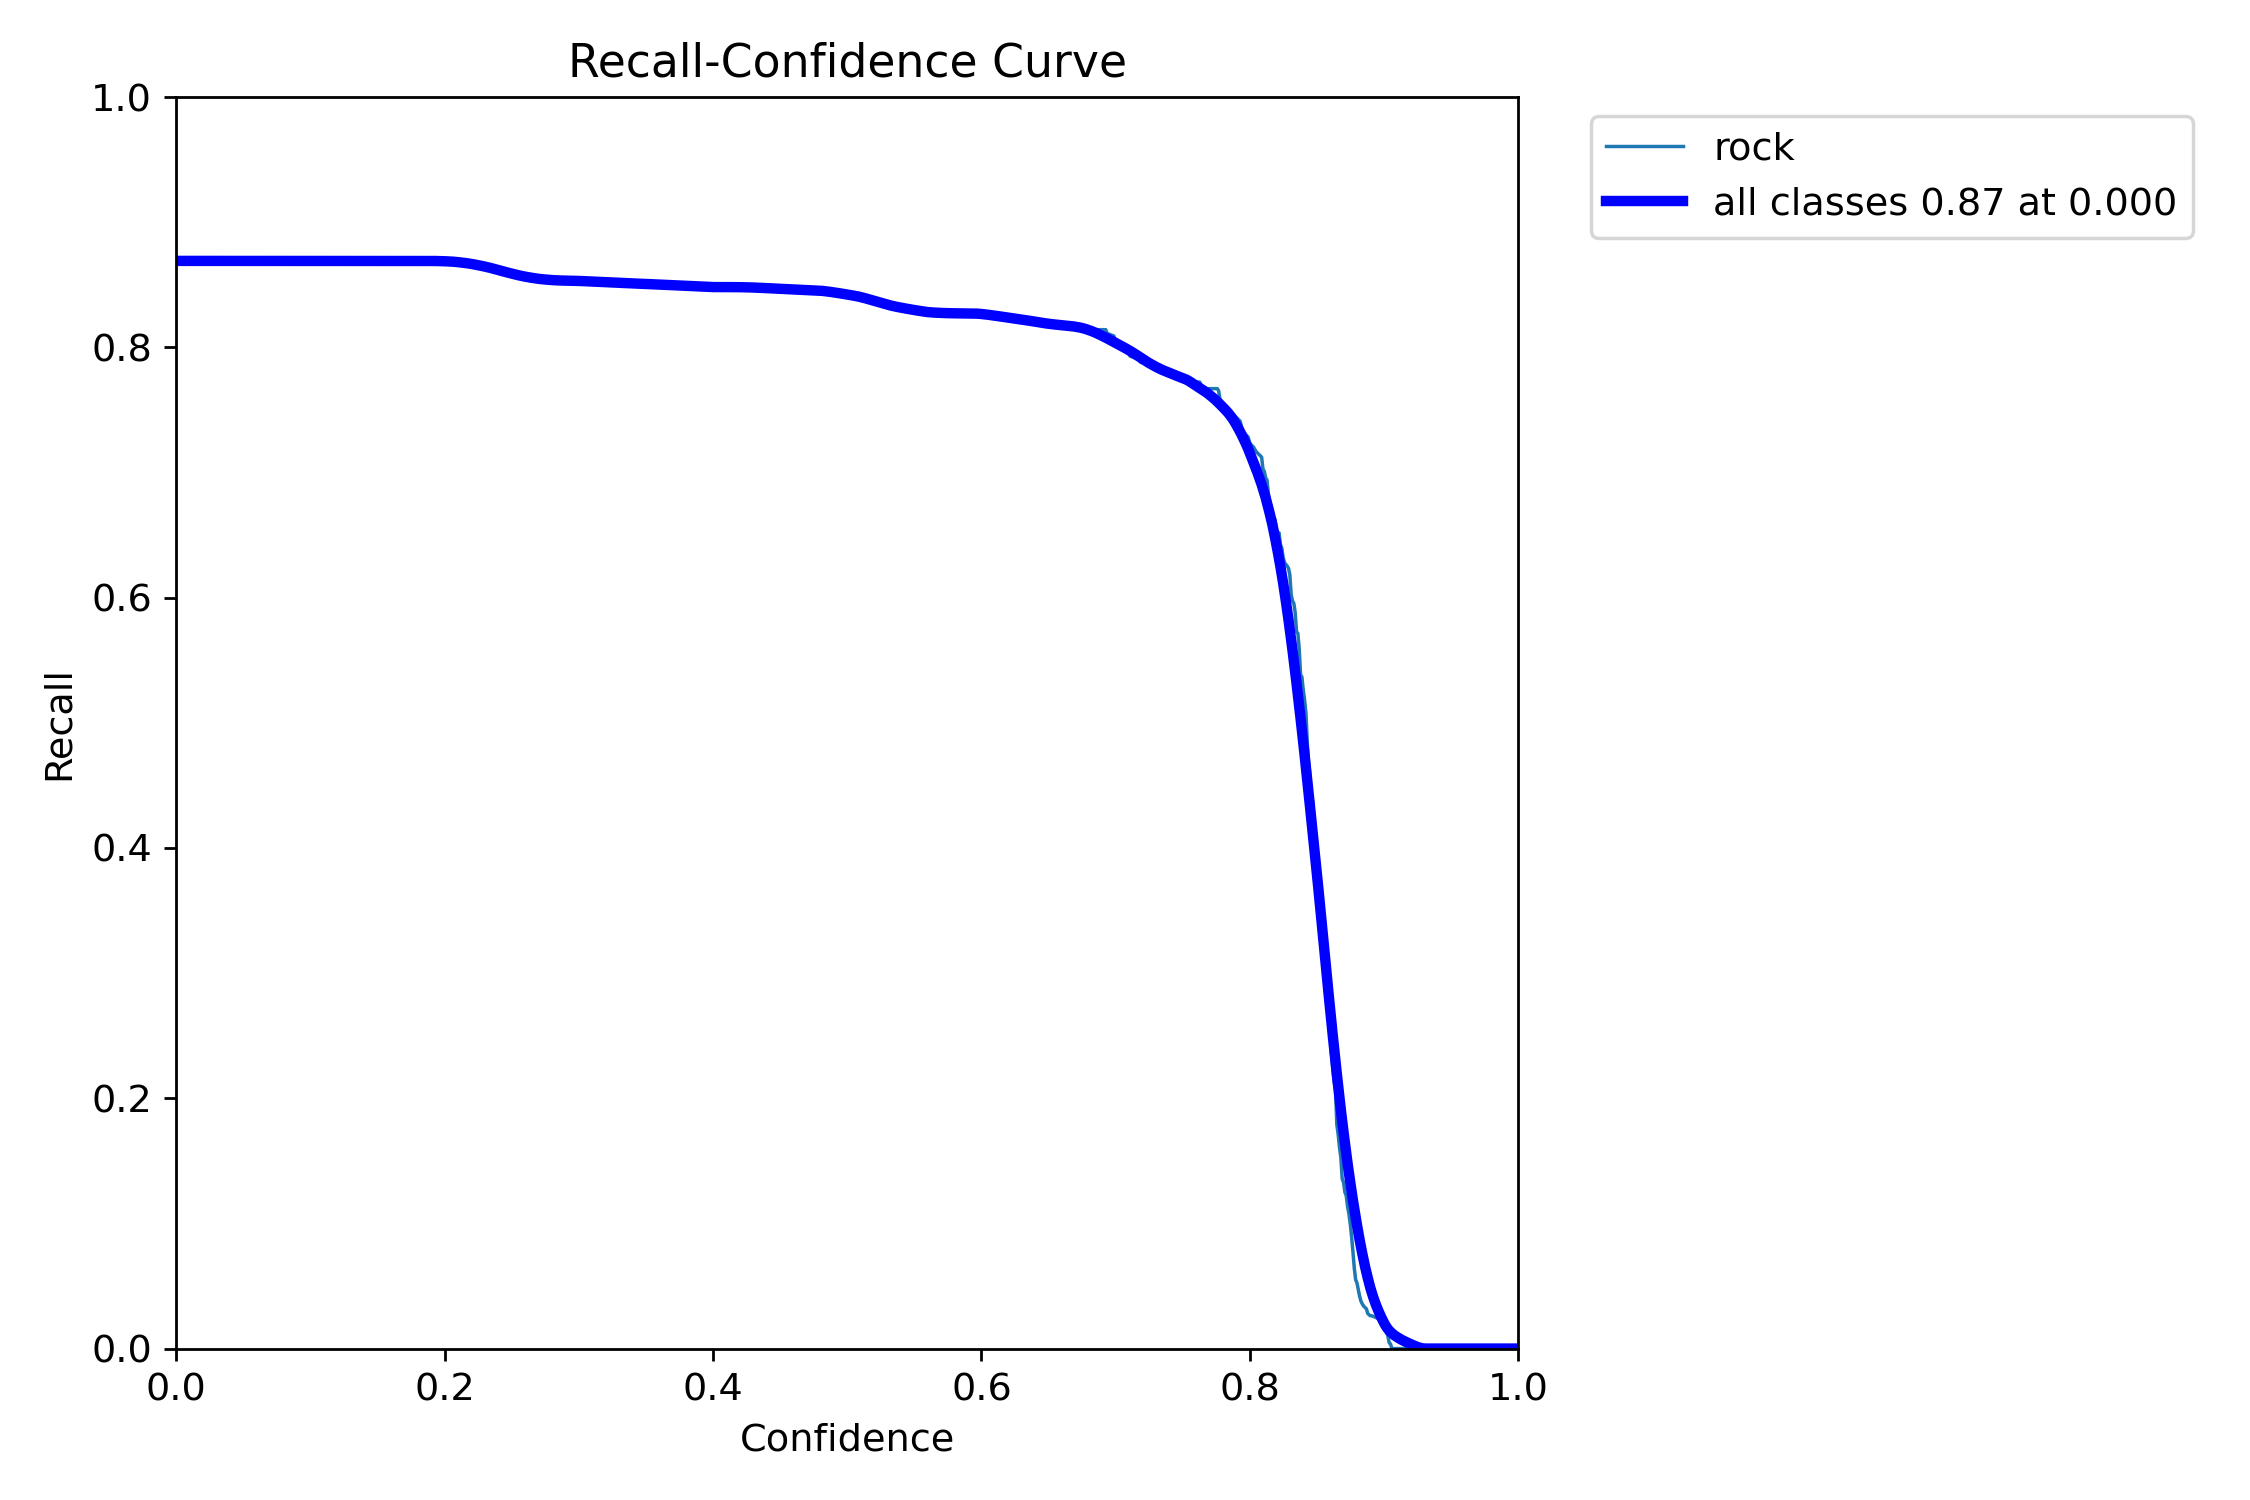 Recall-Confidence Curve
1.0
0.8
0.6
0.4
0.2
0.0
Recall
0.0 0.2 0.4 0.6 0.8 1.0
Confidence
rock
all classes 0.87 at 0.000